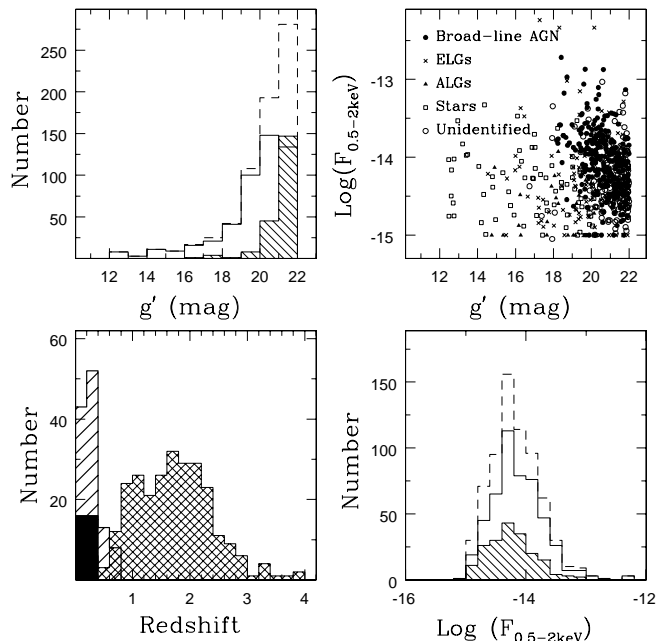 250
200
150
100
50
Number
12
14
16
18
20
22
g' (mag)
Broad-line AGN
ELGs
ALGs
Stars
Unidentified
-13
-14
-15
Log(F0.5-2keV)
12
14
16
18
20
22
g' (mag)
60
40
20
Number
1
2
3
4
Redshift
150
100
50
0
Number
-16
-14
-12
Log (F0.5-2keV)